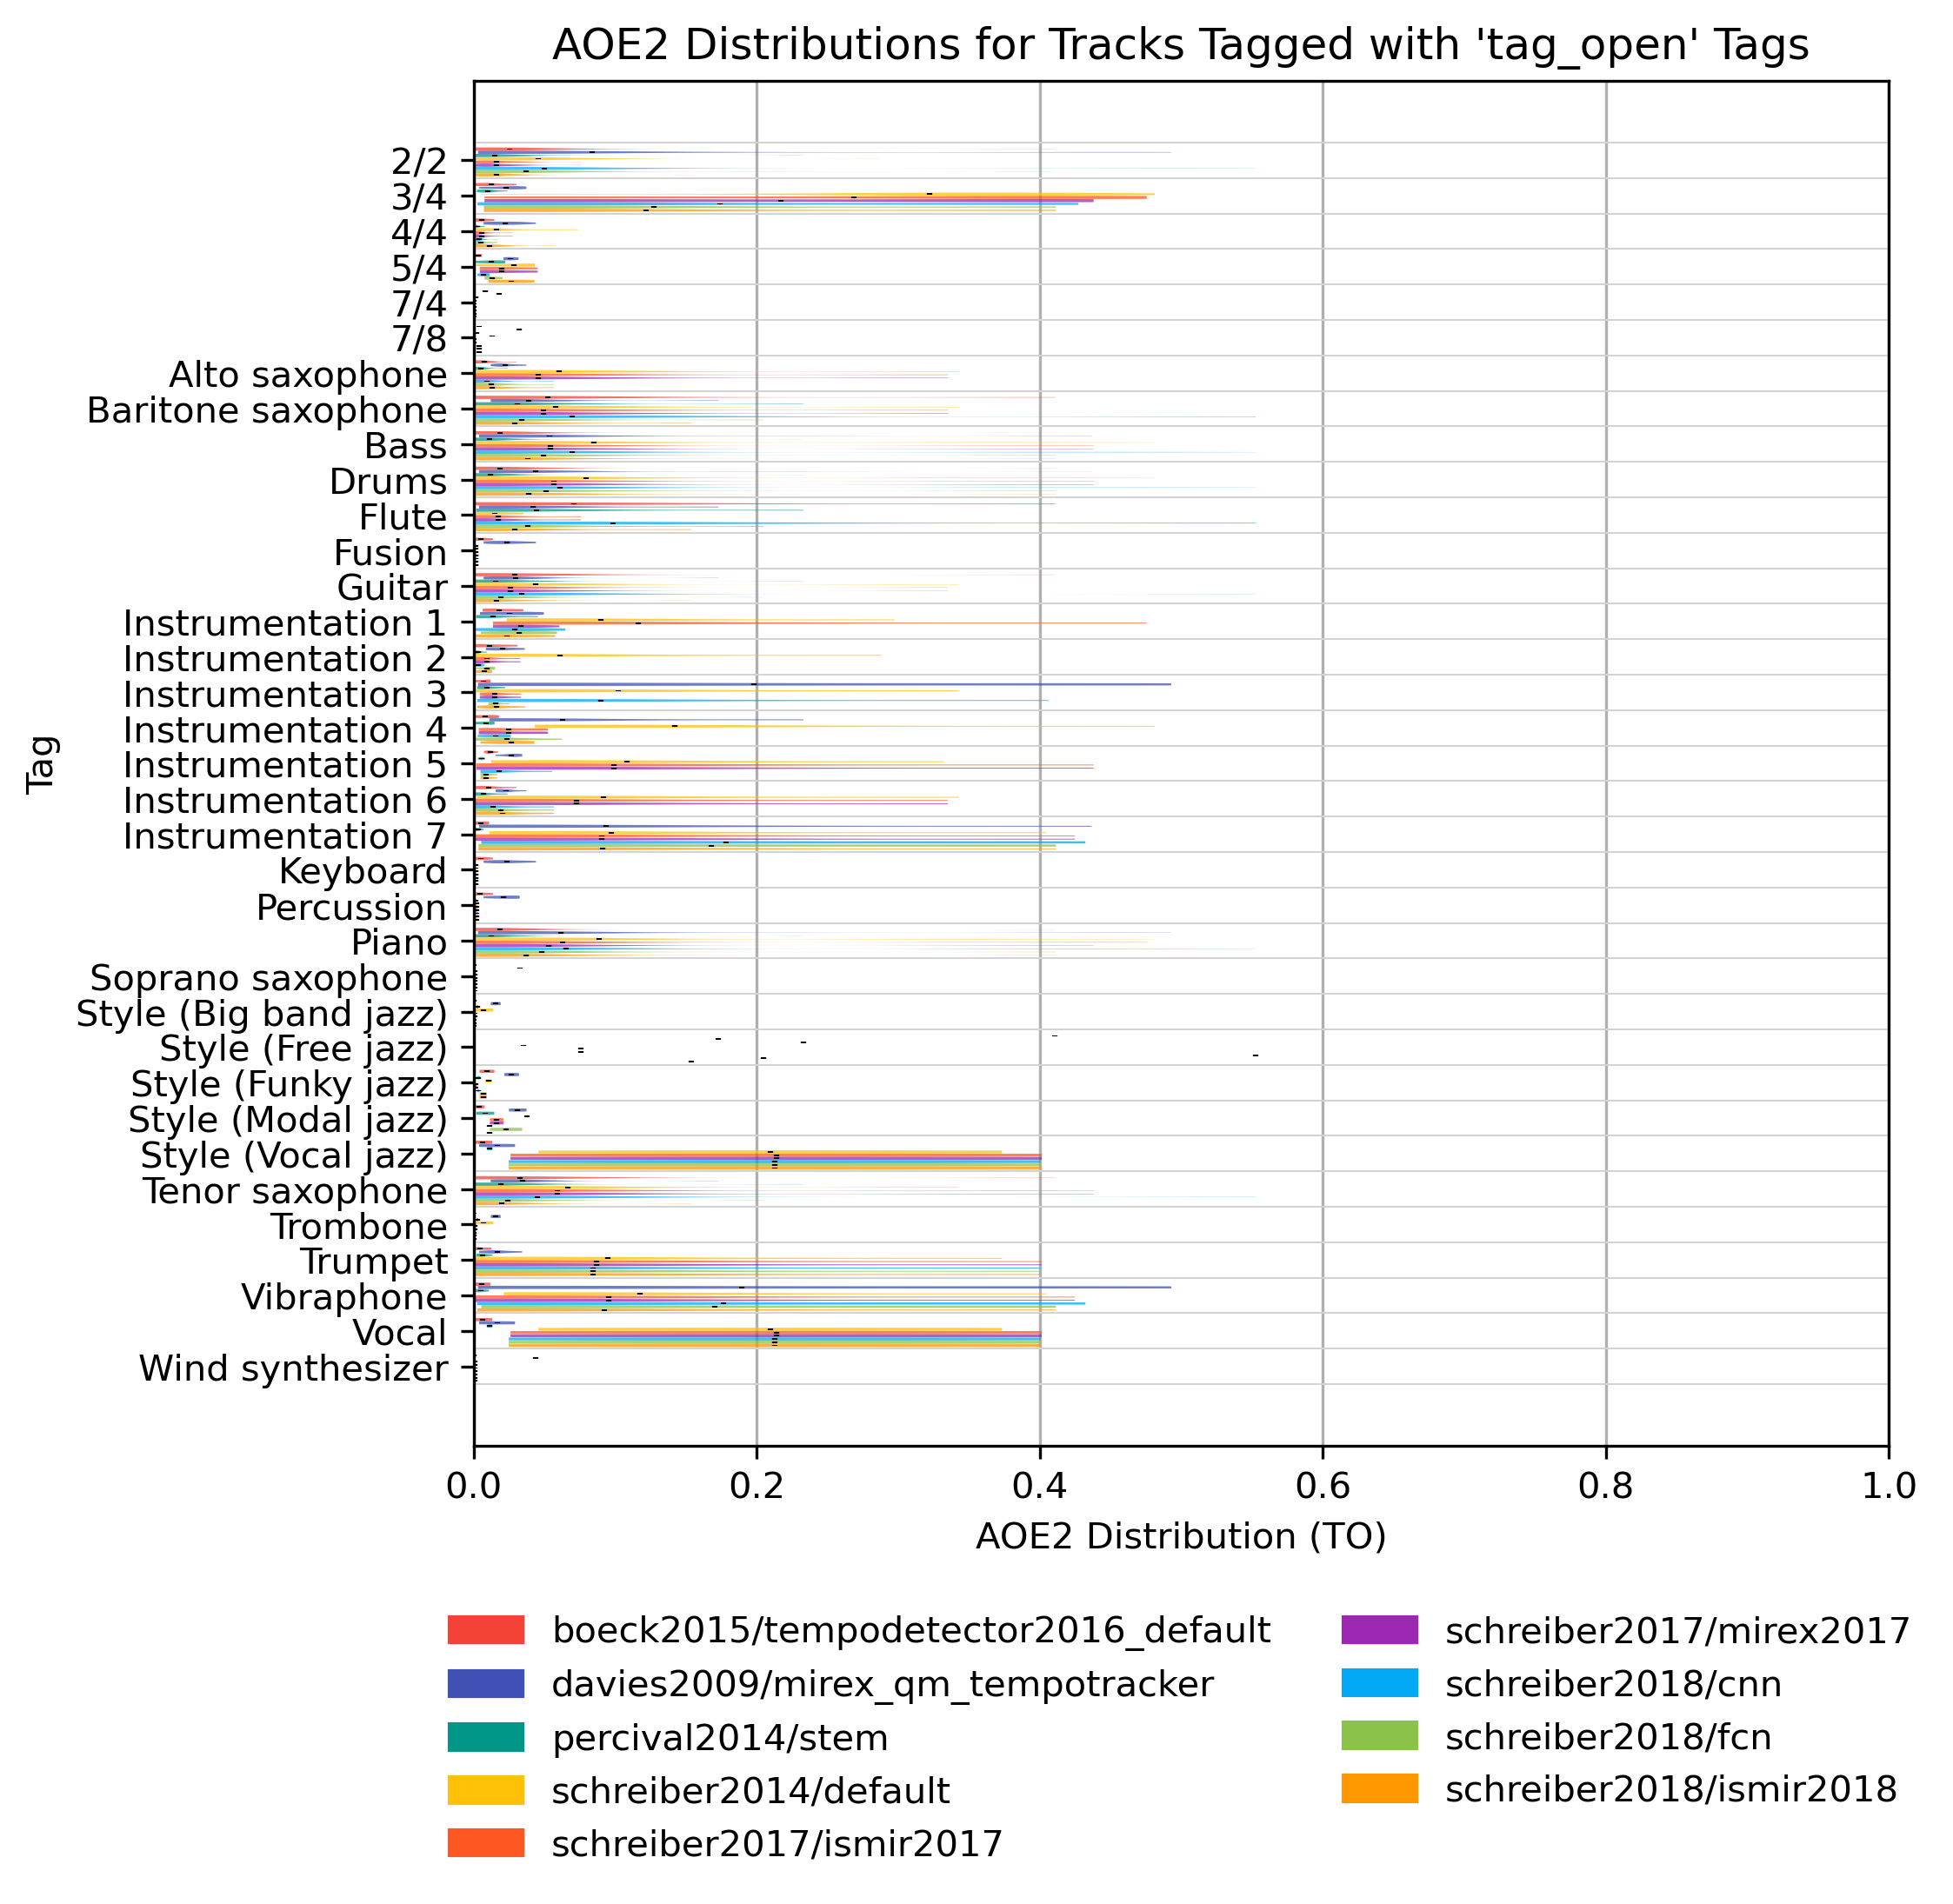 AOE2 Distributions for Tracks Tagged with 'tag_open' Tags
Tag
2/2
3/4
4/4
5/4
7/4
7/8
Alto saxophone
Baritone saxophone
Bass
Drums
Flute
Fusion
Guitar
Instrumentation 1
Instrumentation 2
Instrumentation 3
Instrumentation 4
Instrumentation 5
Instrumentation 6
Instrumentation 7
Keyboard
Percussion
Piano
Soprano saxophone
Style (Big band jazz)
Style (Free jazz)
Style (Funky jazz)
Style (Modal jazz)
Style (Vocal jazz)
Tenor saxophone
Trombone
Trumpet
Vibraphone
Vocal
Wind synthesizer
0.0 0.2 0.4 0.6 0.8 1.0
AOE2 Distribution (TO)
boeck2015/tempodetector2016_default
davies2009/mirex_qm_tempotracker
percival2014/stem
schreiber2014/default
schreiber2017/ismir2017
schreiber2017/mirex2017
schreiber2018/cnn
schreiber2018/fcn
schreiber2018/ismir2018